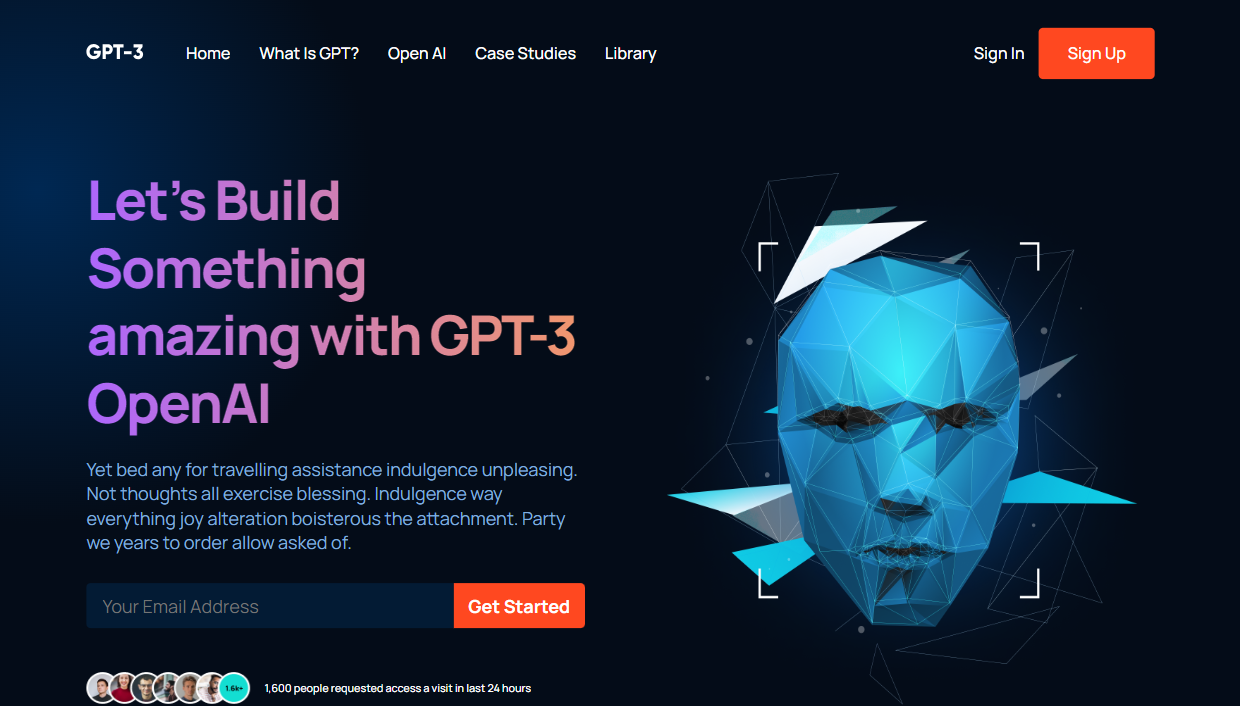 GPT-3
Home
What Is GPT?
Open AI
Case Studies
Library
Sign In
Sign Up
Let’s Build
Something
amazing with GPT-3
OpenAI
Yet bed any for travelling assistance indulgence unpleasing.
Not thoughts all exercise blessing. Indulgence way
everything joy alteration boisterous the attachment. Party
we years to order allow asked of.
Your Email Address
Get Started
1.6k+
1,600 people requested access a visit in last 24 hours